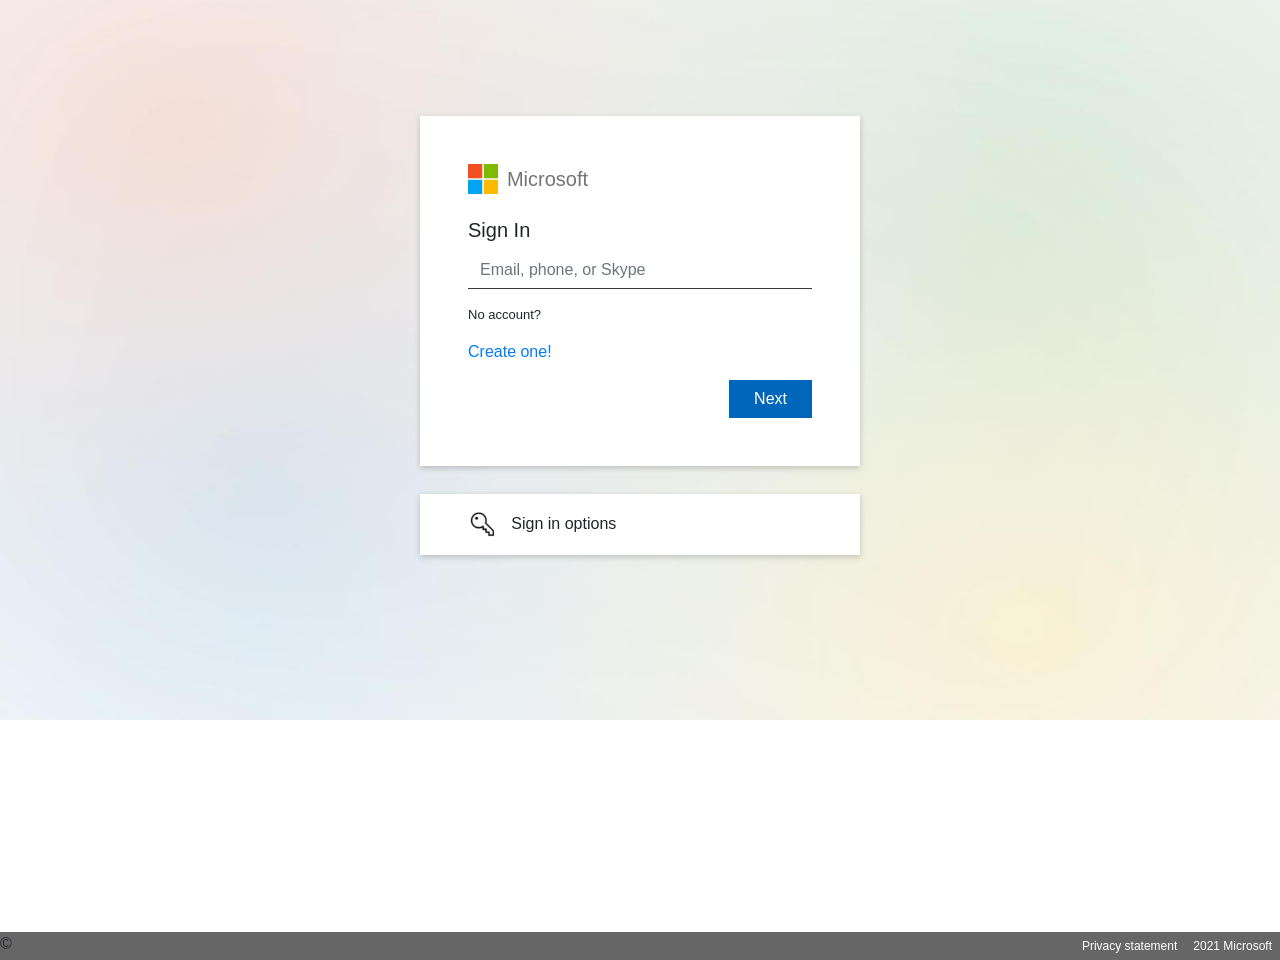 Microsoft
Sign In
Email, phone, or Skype
No account?
Create one!
Next
Sign in options
©
Privacy statement 2021 Microsoft